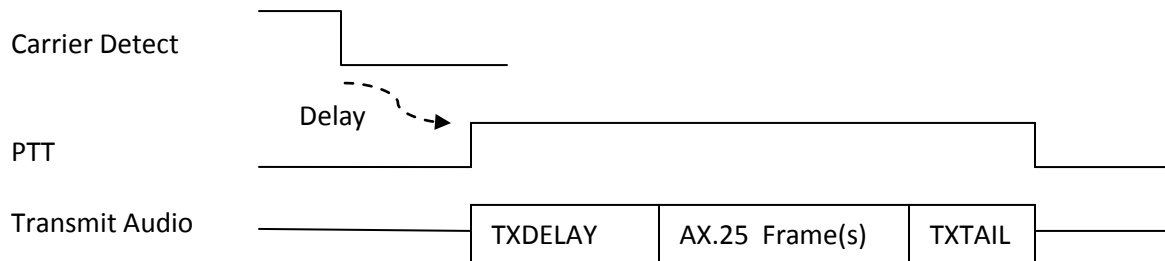 Carrier Detect
Delay
PTT
Transmit Audio
TXDELAY
AX.25 Frame(s)
TXTAIL